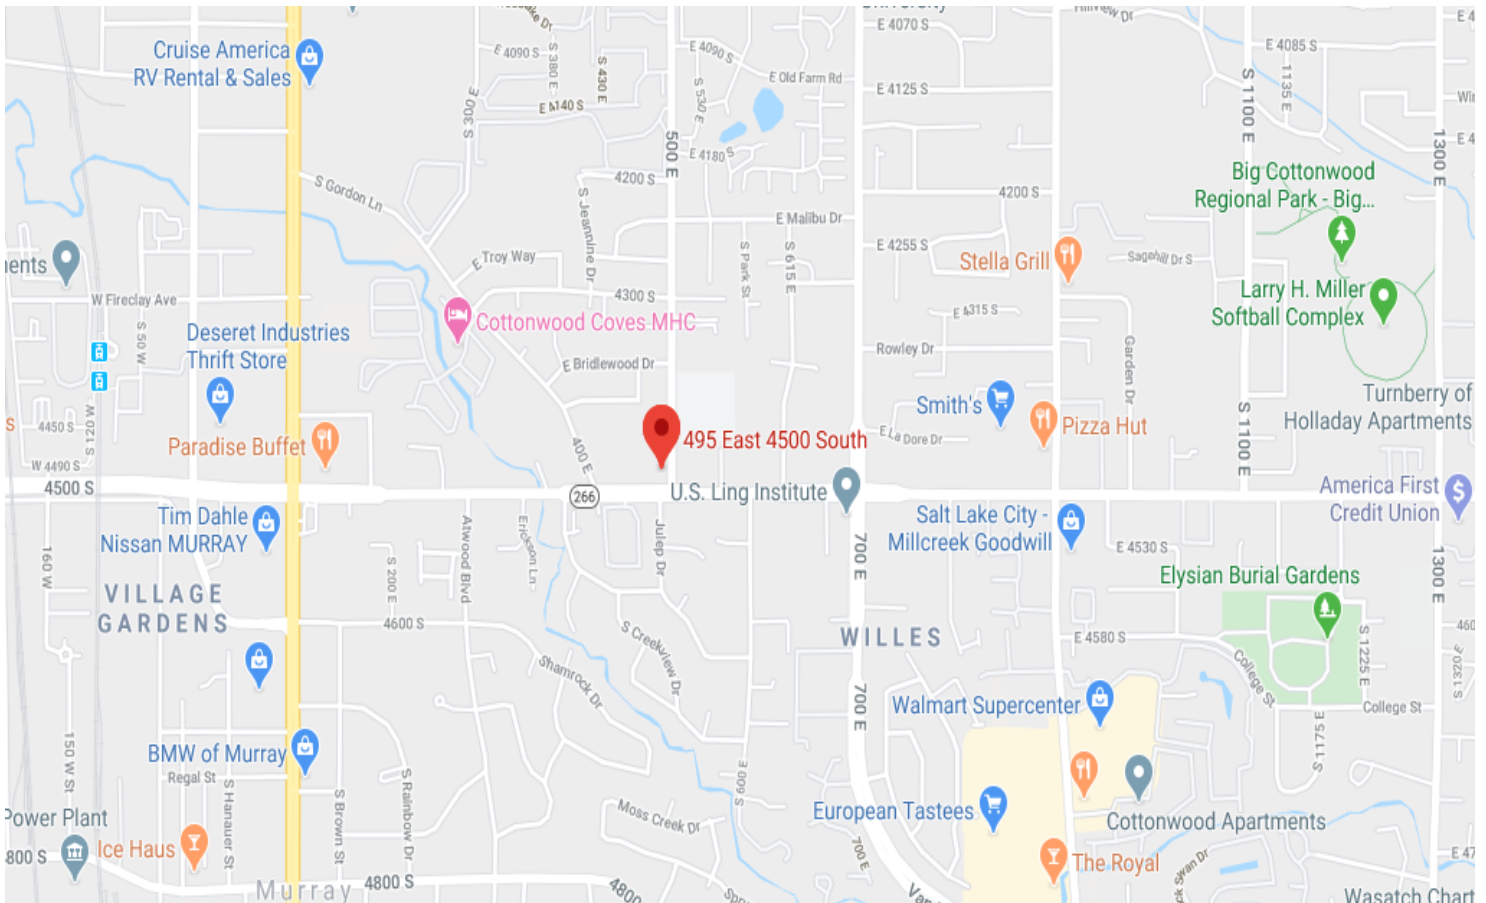 University
Hillview Dr
E 4070 S
Cruise America
RV Rental & Sales
E 4090 S
S 380 E
S 430 E
E 4090 S
E Old Farm Rd
E 4085 S
1135 E
S 1100 E
E 4125 S
S 300 E
E 4140 S
S 530 E
500 E
E 4180 S
1300 E
4200 S
S Gordon Ln
S Jeannine Dr
4200 S
Big Cottonwood
Regional Park - Big...
E Malibu Dr
E 4255 S
E Troy Way
S Park St
S 615 E
Stella Grill
Sagehill Dr S
W Fireclay Ave
4300 S
S 50 W
Cottonwood Coves MHC
E 4315 S
Larry H. Miller
Softball Complex
Deseret Industries
Thrift Store
E Bridlewood Dr
Rowley Dr
Garden Dr
Turnberry of
Holladay Apartments
S 120 W
4450 S
Paradise Buffet
400 E
495 East 4500 South
Smith's
E La Dore Dr
Pizza Hut
S 1100 E
W 4490 S
4500 S
266
U.S. Ling Institute
America First
Credit Union
Tim Dahle
Nissan MURRAY
Atwood Blvd
Erickson Ln
Julep Dr
700 E
Salt Lake City -
Millcreek Goodwill
E 4530 S
1300 E
160 W
S 200 E
Elysian Burial Gardens
VILLAGE
GARDENS
4600 S
S Creekview Dr
WILLES
E 4580 S
College St
S 1225 E
S 1320 E
Shamrock Dr
700 E
Walmart Supercenter
College St
S 1175 E
150 W St
BMW of Murray
Regal St
S Hanauer St
S Brown St
S Rainbow Dr
S 600 E
Moss Creek Dr
European Tastees
Cottonwood Apartments
Power Plant
Ice Haus
700 E
The Royal
Murray
4800 S
4800
Wasatch Chart